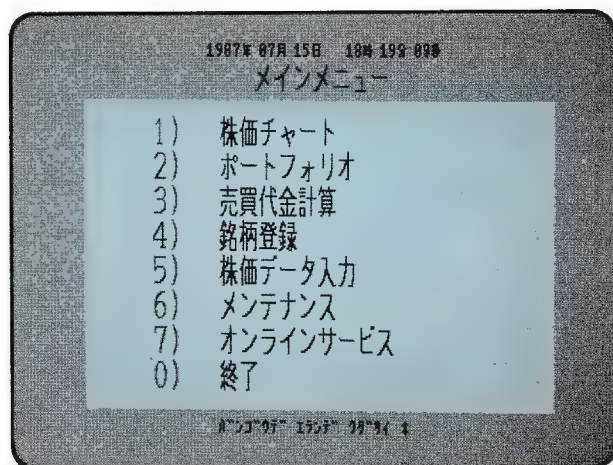 1987年 07月 15日 18時 19分 09秒
メインメニュー
1) 株価チャート
2) ポートフォリオ
3) 売買代金計算
4) 銘柄登録
5) 株価データ入力
6) メンテナンス
7) オンラインサービス
0) 終了
バンゴウデ エランデ クダサイ